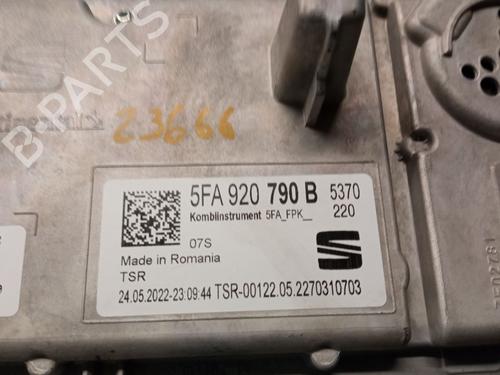 B PARTS
23666
5FA 920 790 B 5370
Kombiinstrument 5FA_FPK__ 220
07S
Made in Romania
TSR
24.05.2022-23:09:44 TSR-00122.05.2270310703